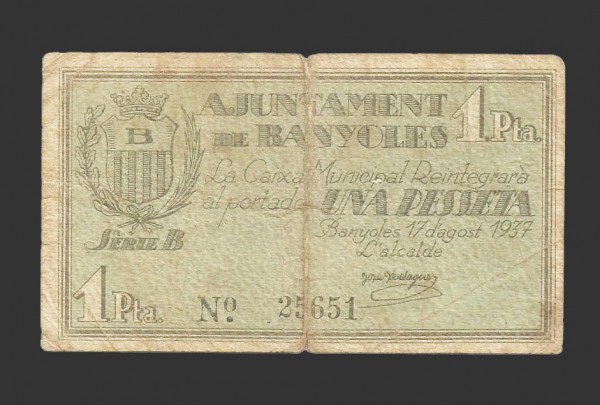 B
AJUNTAMENT
DE BANYOLES
1 Pta.
La Caixa Municipal Reintegrarà
al portador UNA PESSETA
Banyoles 17 d'agost 1937
L'alcalde
SÈRIE B
1 Pta.
Nº 25651